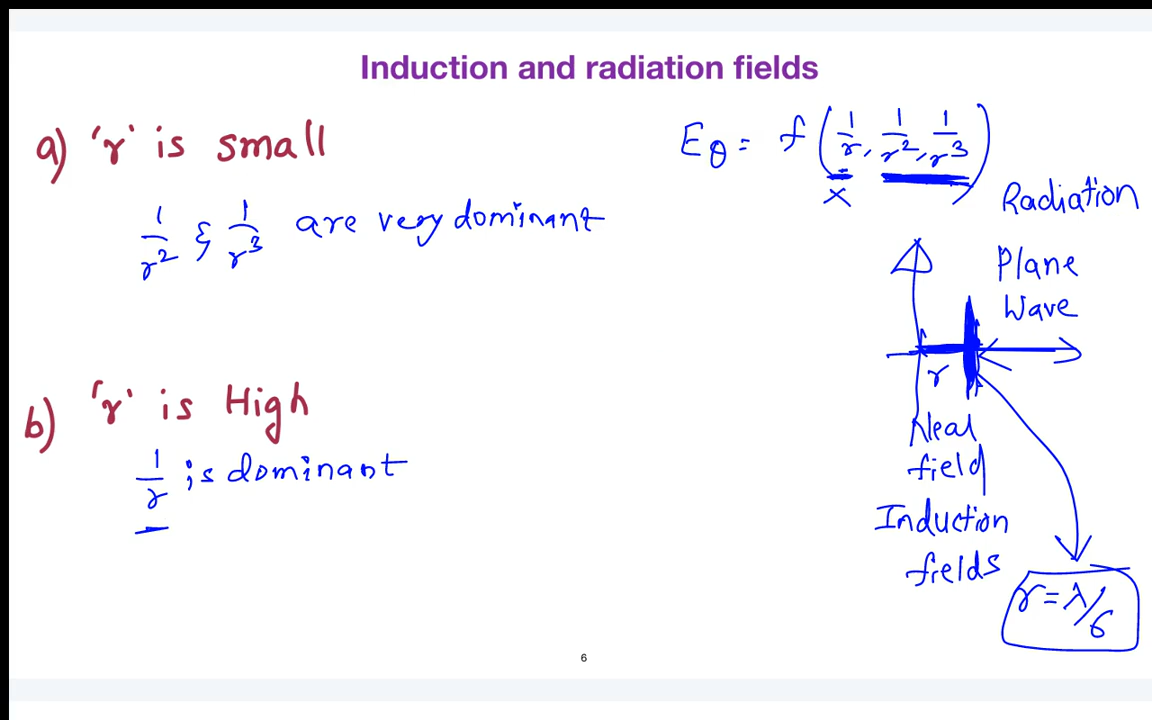 Induction and radiation fields
a) 'r' is small
1/r² & 1/r³ are very dominant
b) 'r' is High
1/r is dominant
Eθ = f(1/r, 1/r², 1/r³)
x
Radiation
Plane
Wave
r
Near
field
Induction
fields
r = λ/6
6